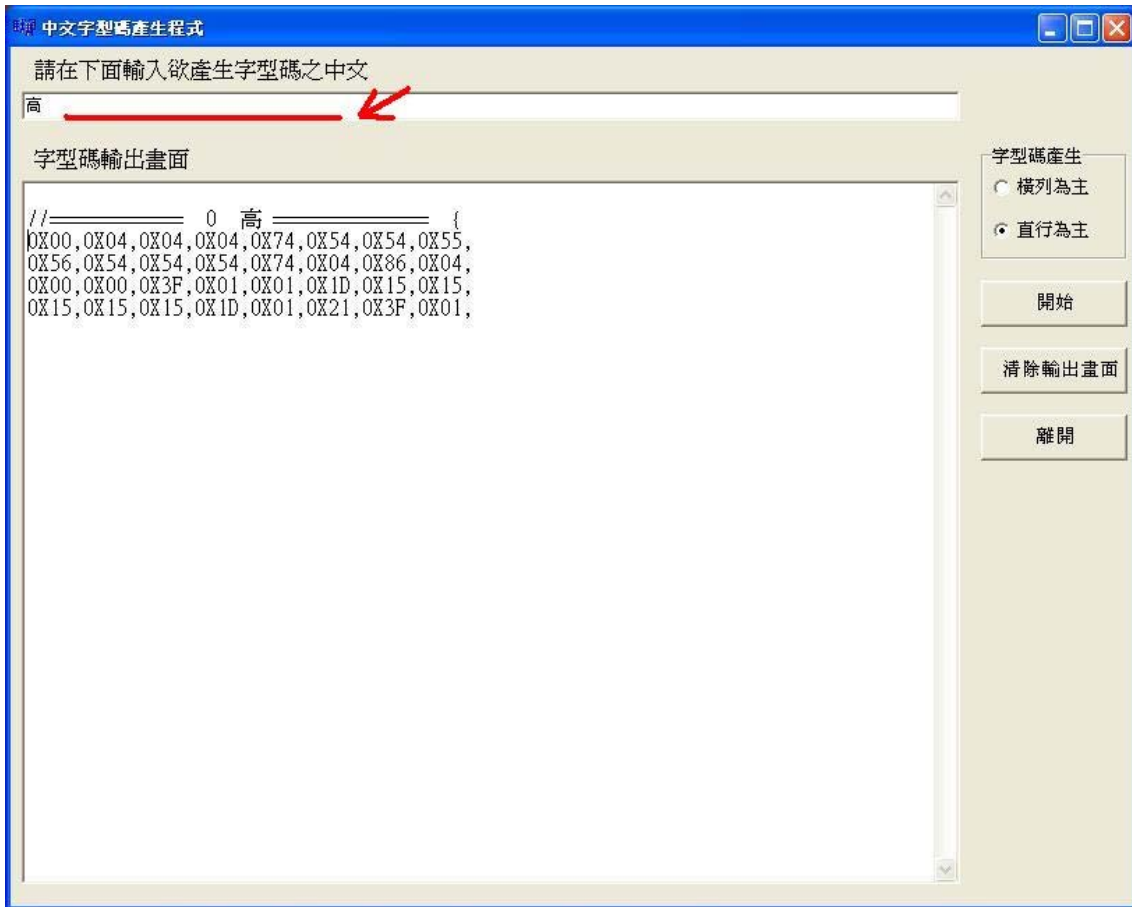 中文字型碼產生程式
請在下面輸入欲產生字型碼之中文
高
字型碼輸出畫面
//══════════ 0 高 ══════════ {
0X00,0X04,0X04,0X04,0X74,0X54,0X54,0X55,
0X56,0X54,0X54,0X54,0X74,0X04,0X86,0X04,
0X00,0X00,0X3F,0X01,0X01,0X1D,0X15,0X15,
0X15,0X15,0X15,0X1D,0X01,0X21,0X3F,0X01,
字型碼產生
橫列為主
直行為主
開始
清除輸出畫面
離開